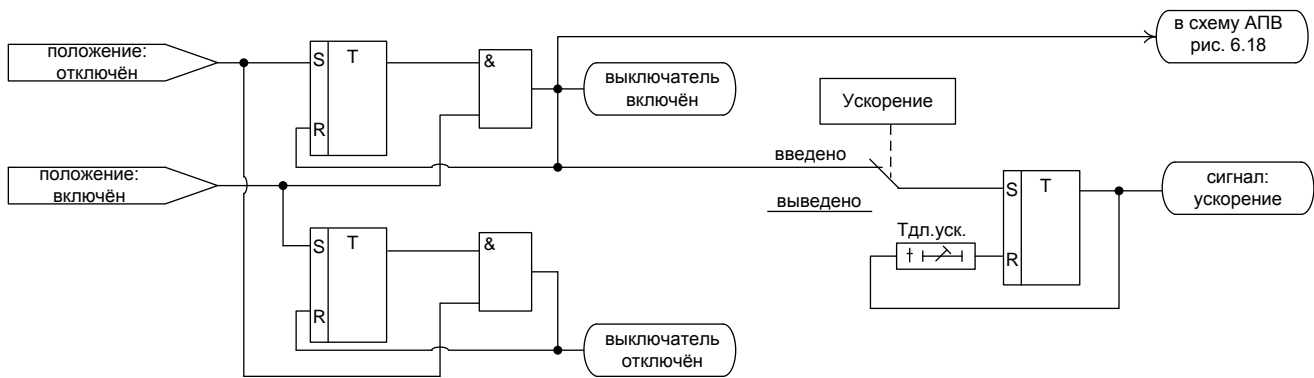 положение:
отключён
S
T
R
&
выключатель
включён
в схему АПВ
рис. 6.18
Ускорение
положение:
включён
введено
выведено
S
T
R
Tдл.уск.
сигнал:
ускорение
S
T
R
&
выключатель
отключён